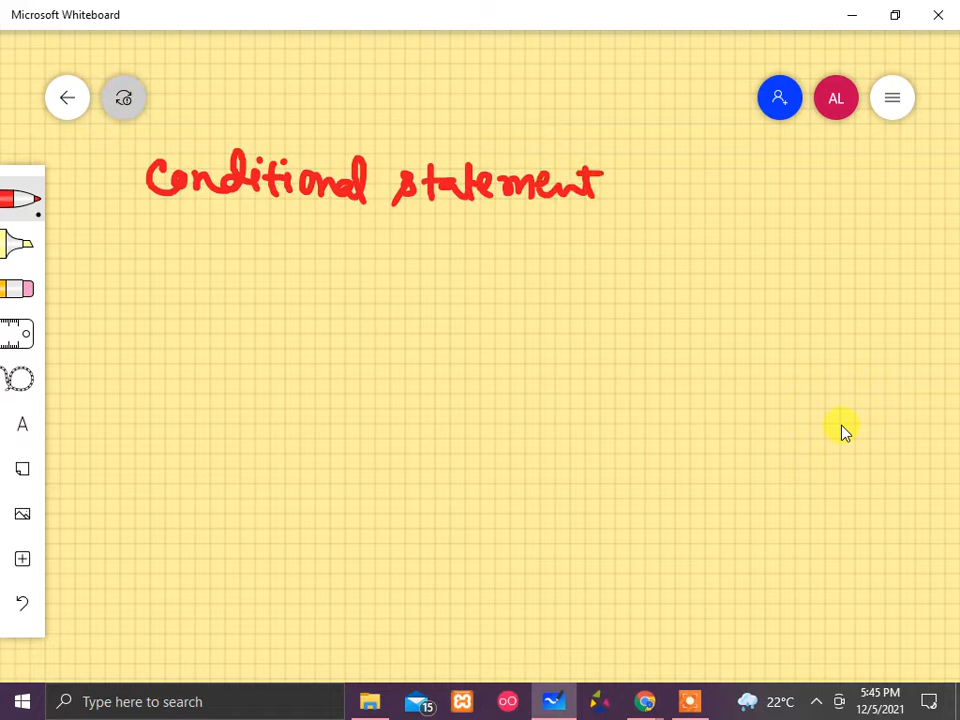 Microsoft Whiteboard
AL
Conditional statement
A
Type here to search
15
22°C
5:45 PM
12/5/2021